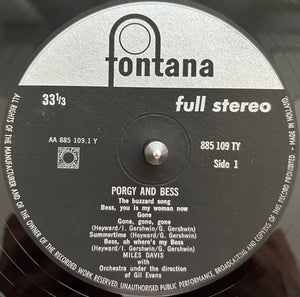 fontana
33 1/3
full stereo
AA 885 109.1 Y
885 109 TY
Side 1
PORGY AND BESS
The buzzard song
Bess, you is my woman now
Gone
Gone, gone, gone
(Heyward/I. Gershwin/G. Gershwin)
Summertime (Heyward/G. Gershwin)
Bess, oh where's my Bess
(Heyward/I. Gershwin/G. Gershwin)
MILES DAVIS
with
Orchestra under the direction
of Gil Evans
ALL RIGHTS OF THE MANUFACTURER AND OF THE OWNER OF THE RECORDED WORK RESERVED. UNAUTHORISED PUBLIC PERFORMANCE, BROADCASTING AND COPYING OF THIS RECORD PROHIBITED. MADE IN HOLLAND